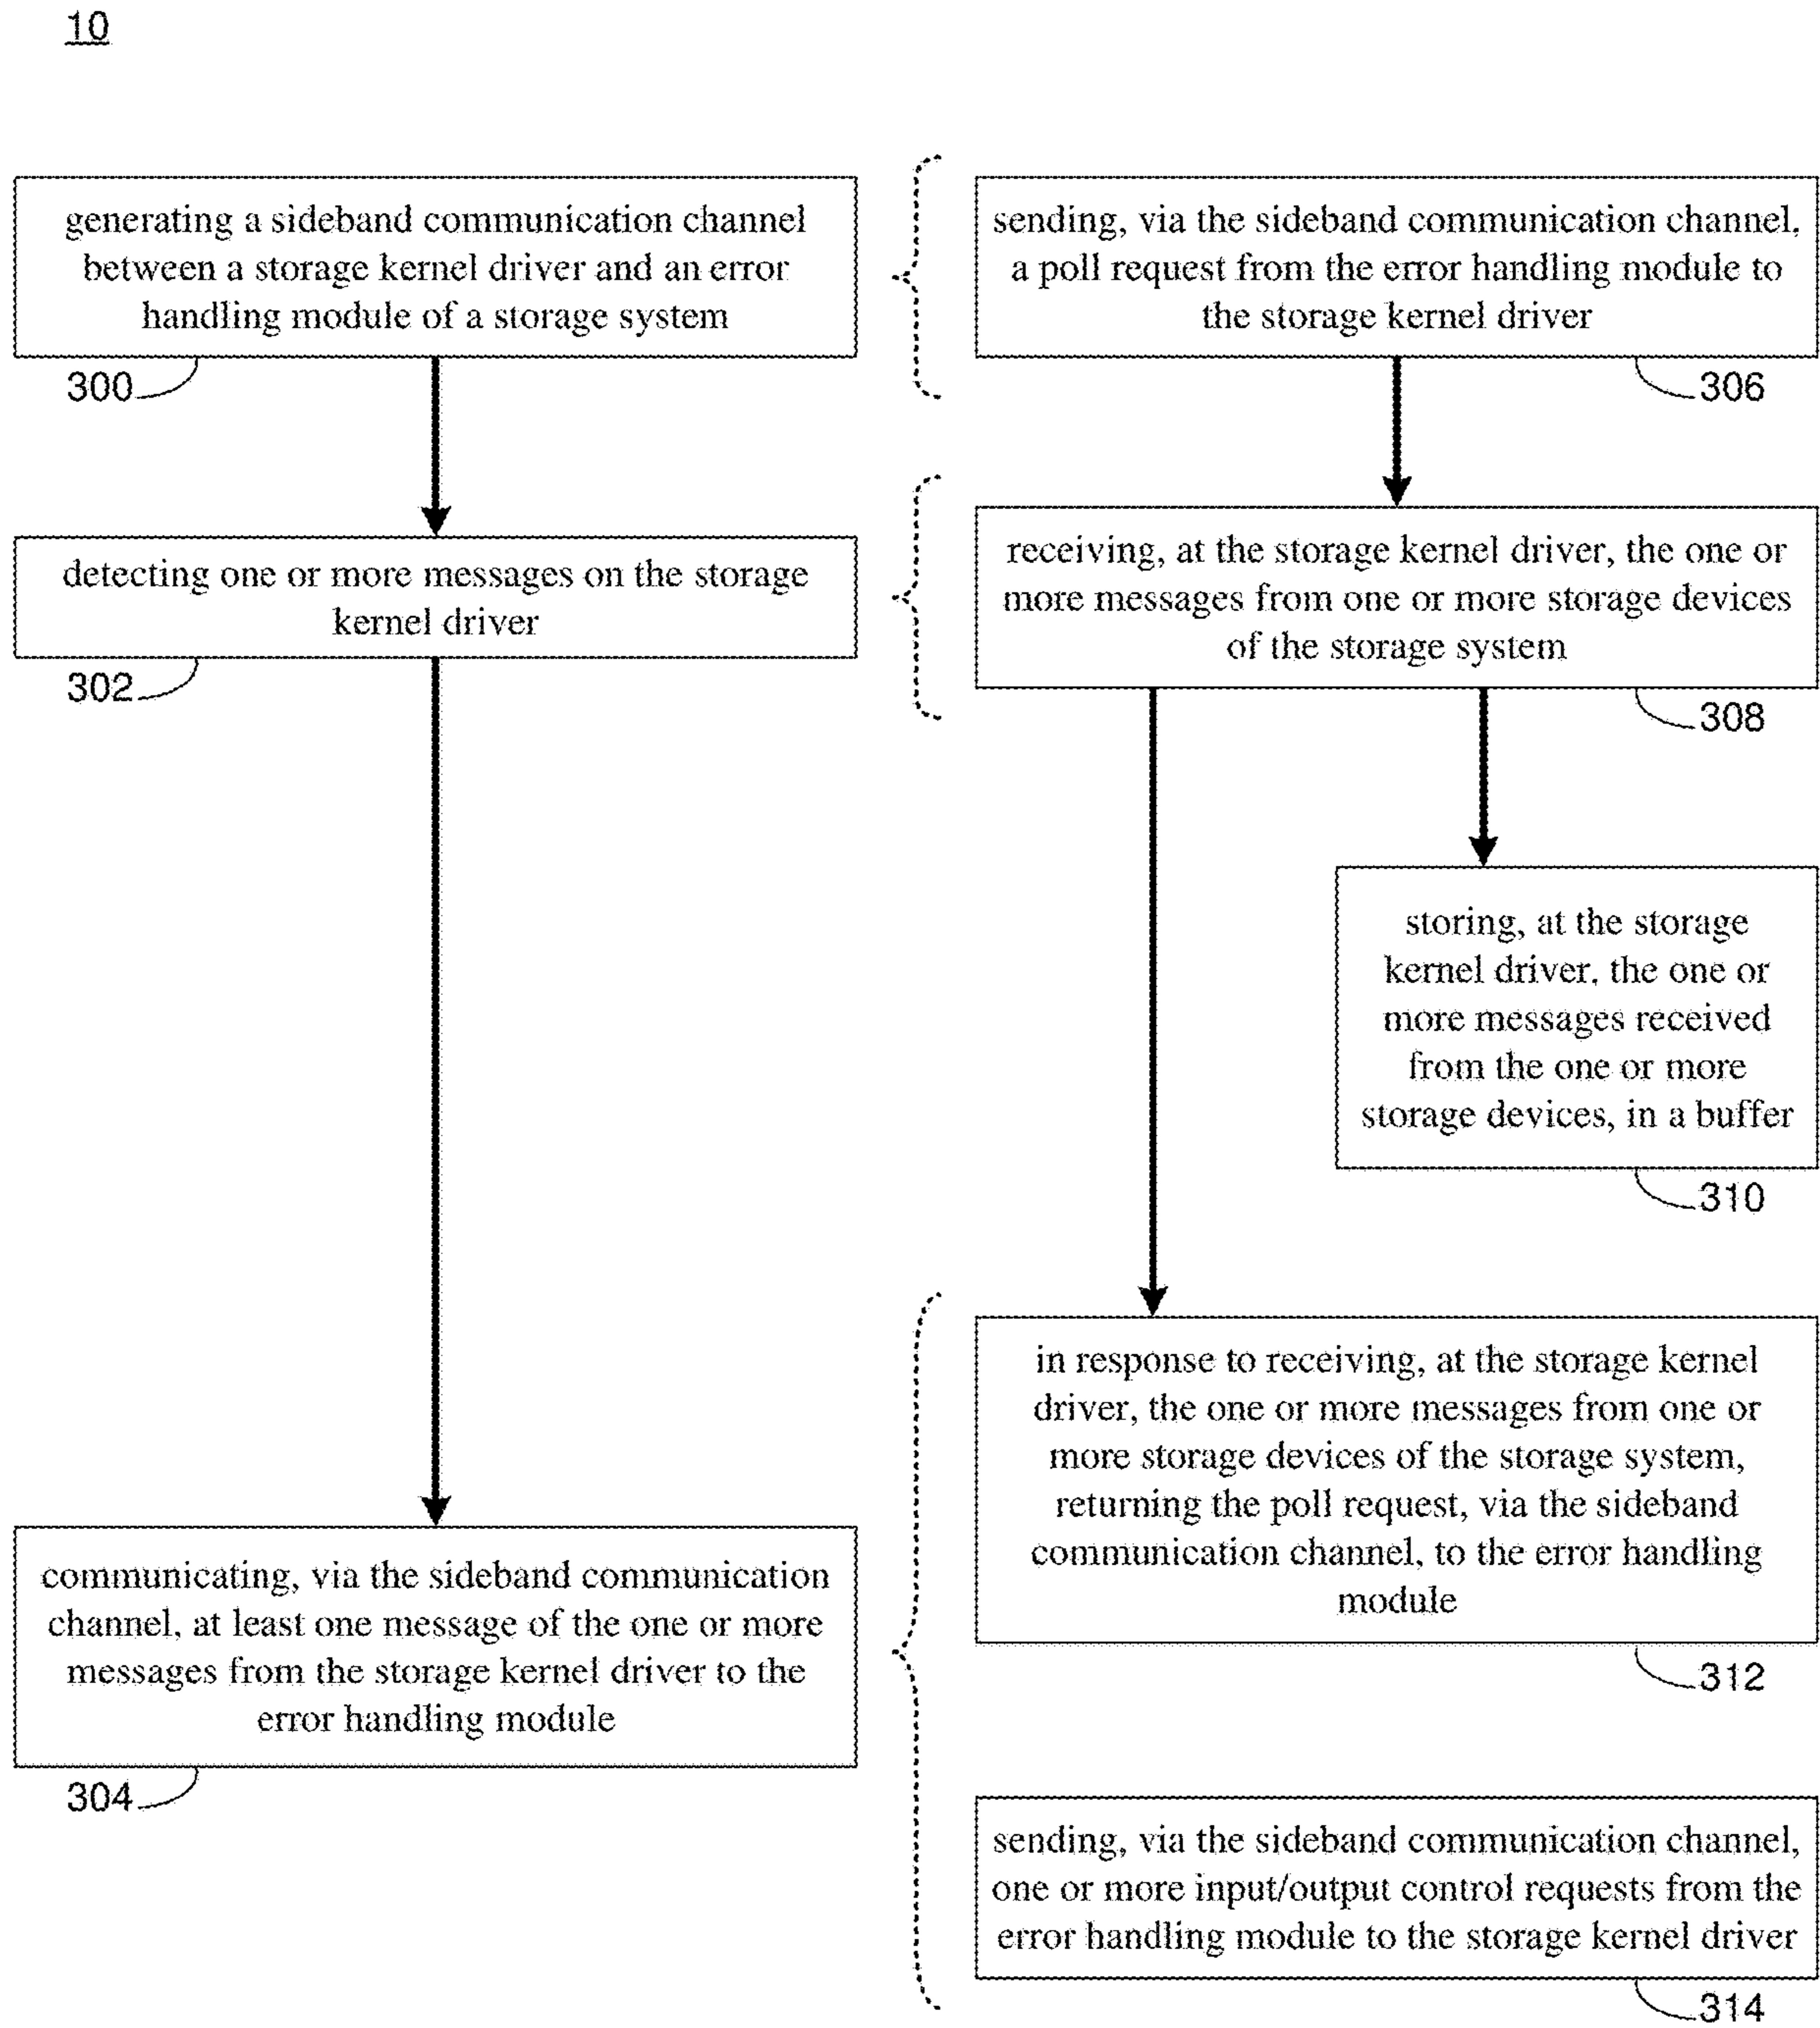 10
generating a sideband communication channel
between a storage kernel driver and an error
handling module of a storage system
300
sending, via the sideband communication channel,
a poll request from the error handling module to
the storage kernel driver
306
detecting one or more messages on the storage
kernel driver
302
receiving, at the storage kernel driver, the one or
more messages from one or more storage devices
of the storage system
308
storing, at the storage
kernel driver, the one or
more messages received
from the one or more
storage devices, in a buffer
310
in response to receiving, at the storage kernel
driver, the one or more messages from one or
more storage devices of the storage system,
returning the poll request, via the sideband
communication channel, to the error handling
module
312
communicating, via the sideband communication
channel, at least one message of the one or more
messages from the storage kernel driver to the
error handling module
304
sending, via the sideband communication channel,
one or more input/output control requests from the
error handling module to the storage kernel driver
314